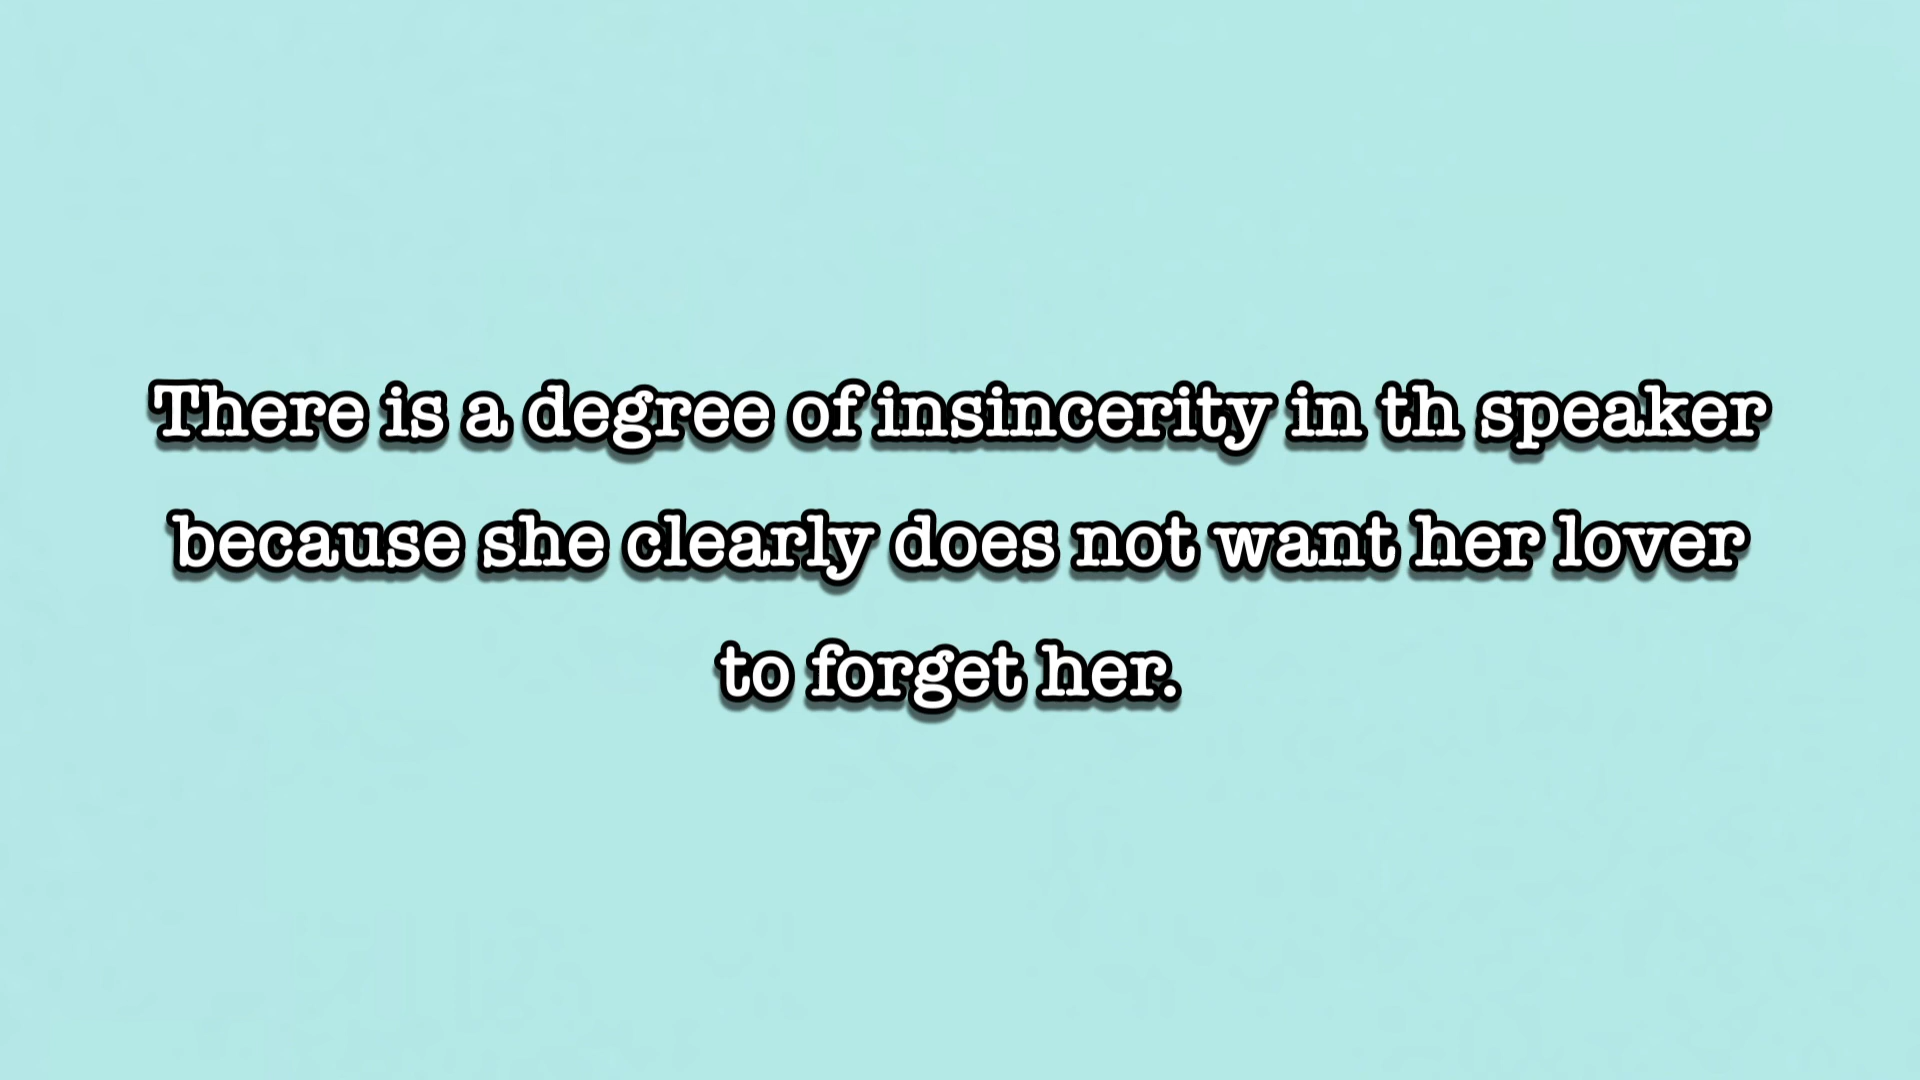 There is a degree of insincerity in th speaker
because she clearly does not want her lover
to forget her.